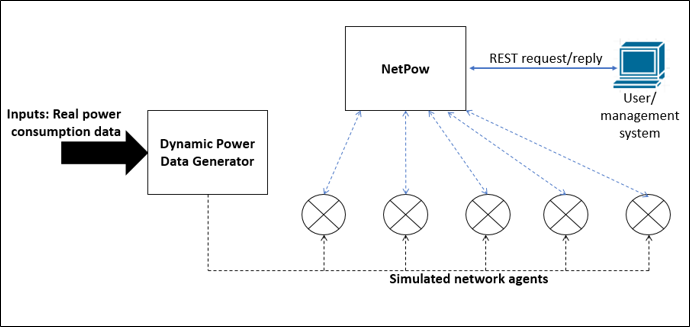 NetPow
REST request/reply
User/
management
system
Inputs: Real power
consumption data
Dynamic Power
Data Generator
Simulated network agents